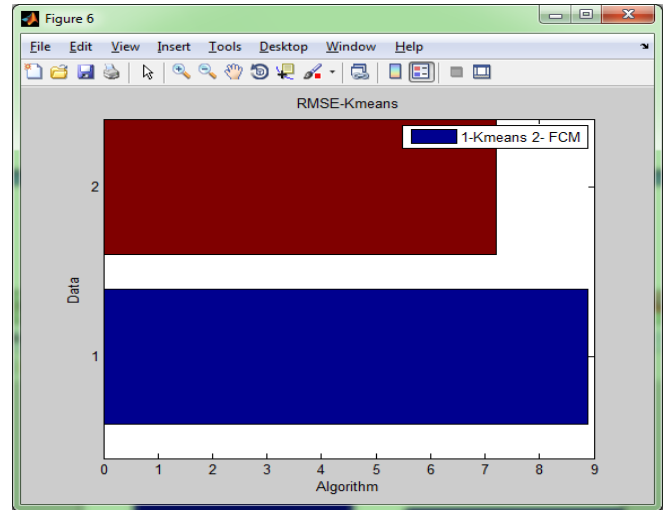 Figure 6
File Edit View Insert Tools Desktop Window Help
RMSE-Kmeans
1-Kmeans 2- FCM
2
Data
1
0 1 2 3 4 5 6 7 8 9
Algorithm